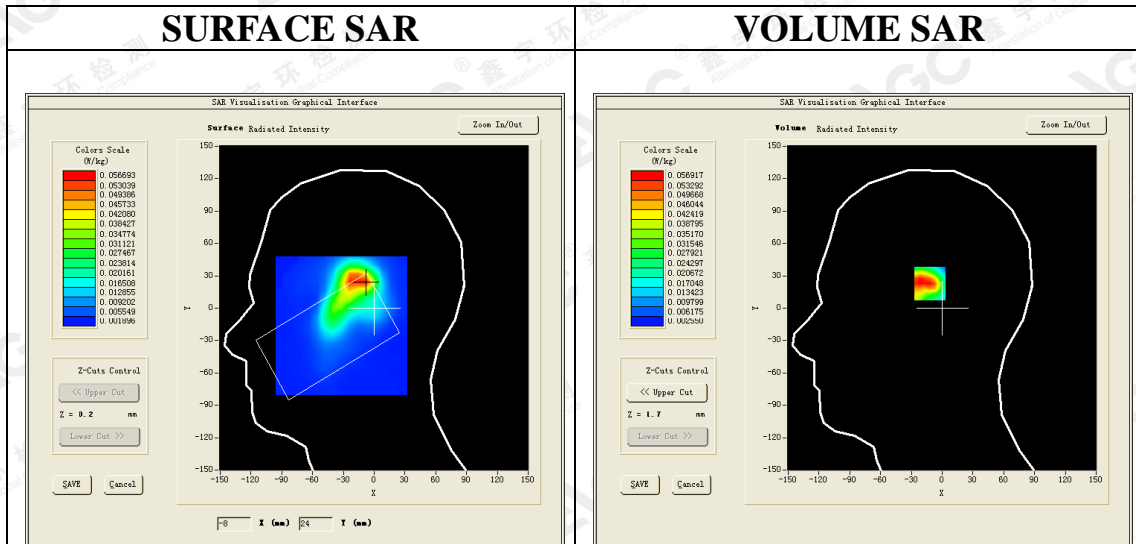 SURFACE SAR
VOLUME SAR
SAR Visualisation Graphical Interface
Surface Radiated Intensity
Zoom In/Out
Colors Scale
(W/kg)
0.056693
0.053039
0.049386
0.045733
0.042080
0.038427
0.034774
0.031121
0.027467
0.023814
0.020161
0.016508
0.012855
0.009202
0.005549
0.001896
150
120
90
60
30
0
-30
-60
-90
-120
-150
Y
-150 -120 -90 -60 -30 0 30 60 90 120 150
X
Z-Cuts Control
<< Upper Cut
Z = 0.2 mm
Lower Cut >>
SAVE Cancel
-8 X (mm) 24 Y (mm)
SAR Visualisation Graphical Interface
Volume Radiated Intensity
Zoom In/Out
Colors Scale
(W/kg)
0.056917
0.053292
0.049668
0.046044
0.042419
0.038795
0.035170
0.031546
0.027921
0.024297
0.020672
0.017048
0.013423
0.009799
0.006175
0.002550
150
120
90
60
30
0
-30
-60
-90
-120
-150
Y
-150 -120 -90 -60 -30 0 30 60 90 120 150
X
Z-Cuts Control
<< Upper Cut
Z = 1.7 mm
Lower Cut >>
SAVE Cancel